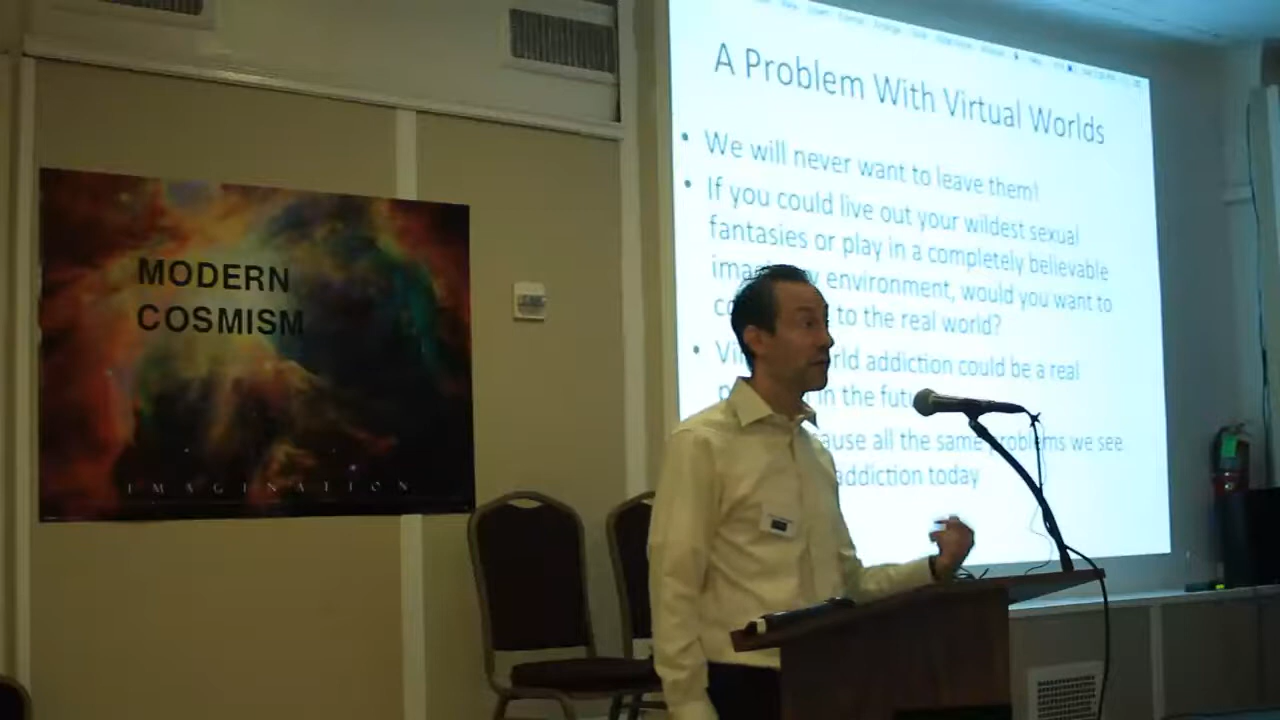 MODERN
COSMISM
IMAGINATION
A Problem With Virtual Worlds
• We will never want to leave them!
• If you could live out your wildest sexual
fantasies or play in a completely believable
environment, would you want to
to the real world?
• addiction could be a real
in the
all the same problems we see
addiction today